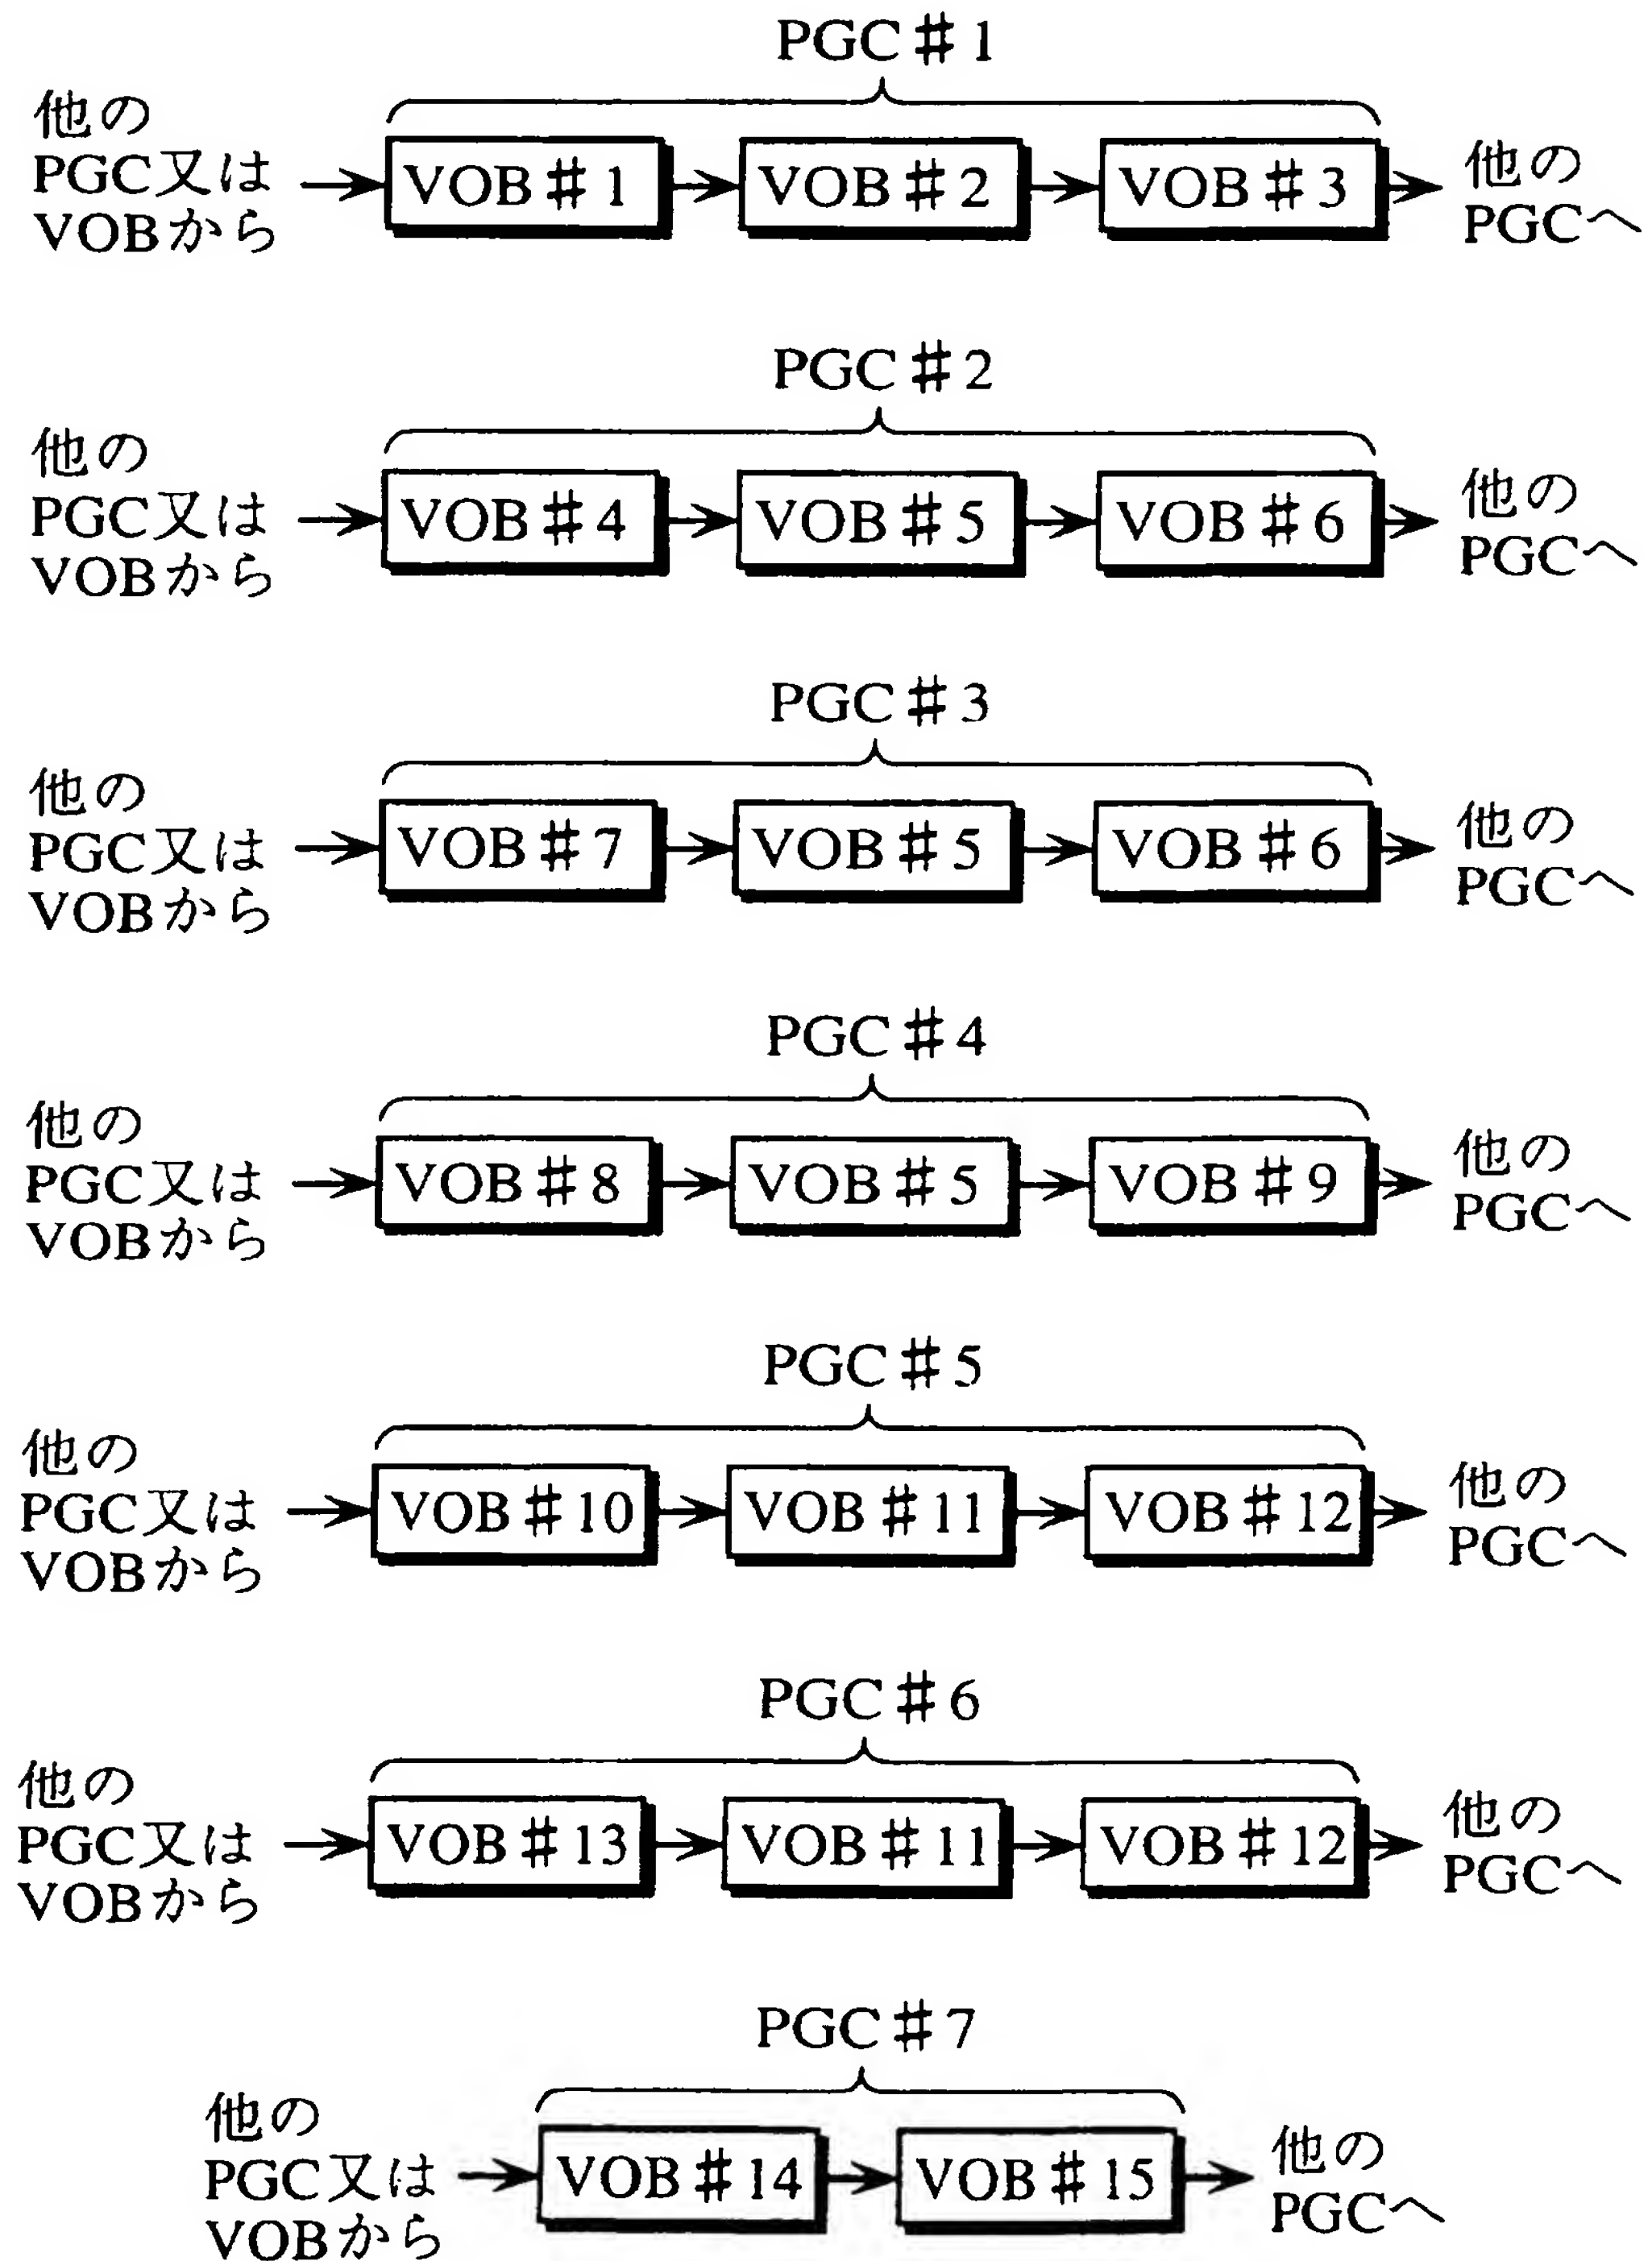 PGC＃1
他の
PGC又は
VOBから
VOB＃1
VOB＃2
VOB＃3
他の
PGCへ
PGC＃2
他の
PGC又は
VOBから
VOB＃4
VOB＃5
VOB＃6
他の
PGCへ
PGC＃3
他の
PGC又は
VOBから
VOB＃7
VOB＃5
VOB＃6
他の
PGCへ
PGC＃4
他の
PGC又は
VOBから
VOB＃8
VOB＃5
VOB＃9
他の
PGCへ
PGC＃5
他の
PGC又は
VOBから
VOB＃10
VOB＃11
VOB＃12
他の
PGCへ
PGC＃6
他の
PGC又は
VOBから
VOB＃13
VOB＃11
VOB＃12
他の
PGCへ
PGC＃7
他の
PGC又は
VOBから
VOB＃14
VOB＃15
他の
PGCへ